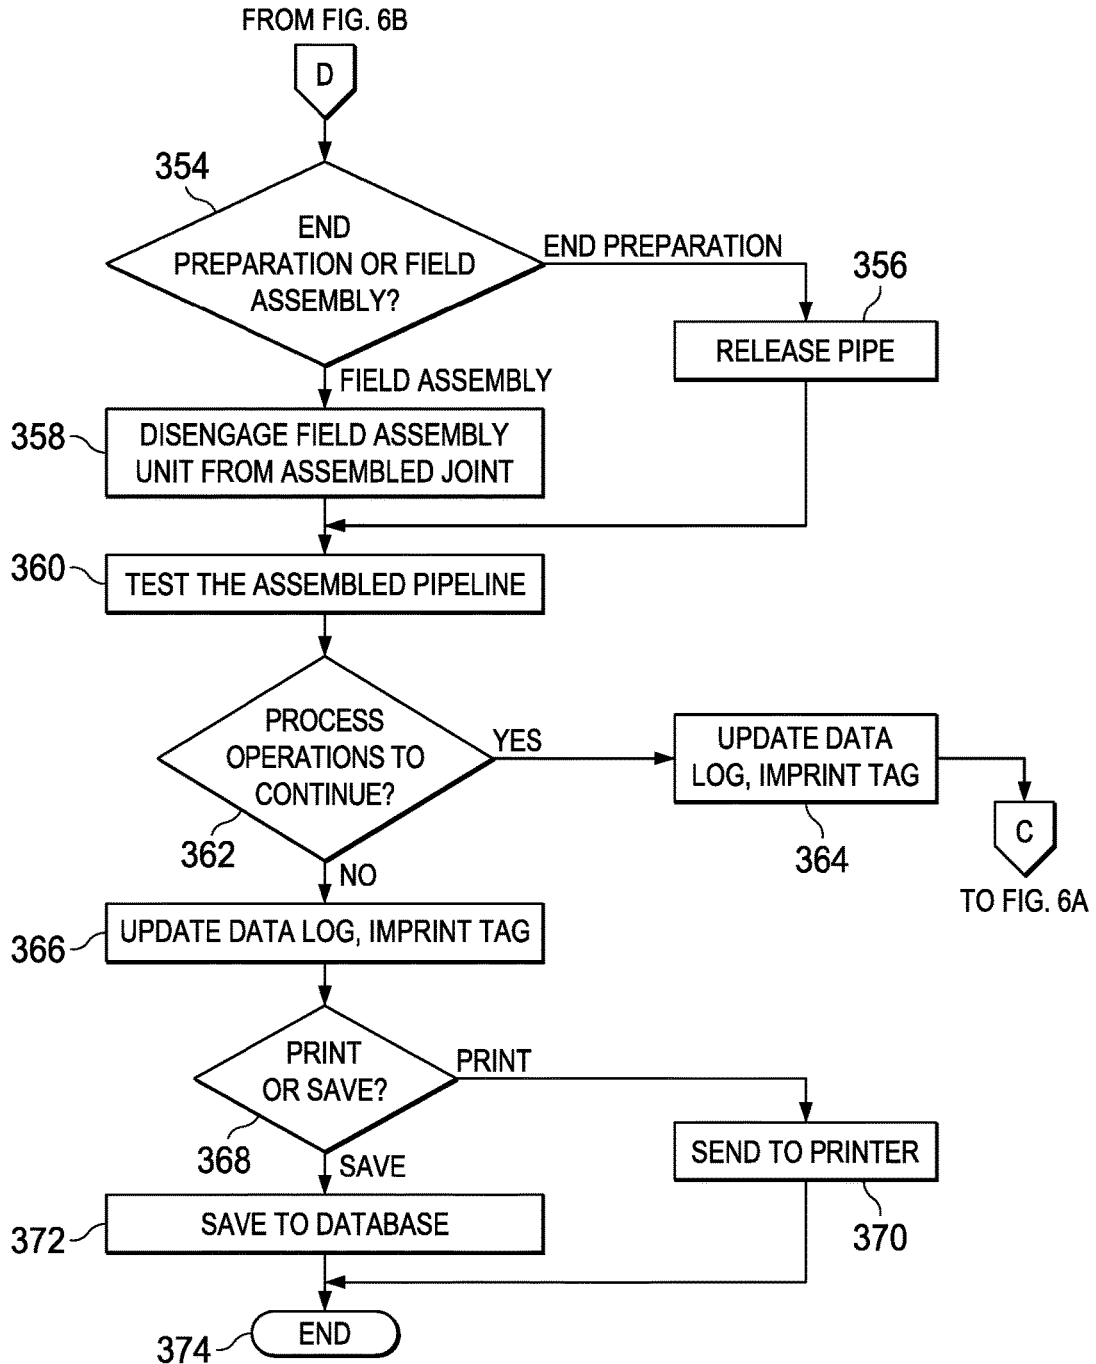 FROM FIG. 6B
D
354
END
PREPARATION OR FIELD
ASSEMBLY?
END PREPARATION
356
RELEASE PIPE
FIELD ASSEMBLY
358
DISENGAGE FIELD ASSEMBLY
UNIT FROM ASSEMBLED JOINT
360
TEST THE ASSEMBLED PIPELINE
PROCESS
OPERATIONS TO
CONTINUE?
362
YES
UPDATE DATA
LOG, IMPRINT TAG
364
C
TO FIG. 6A
NO
366
UPDATE DATA LOG, IMPRINT TAG
PRINT
OR SAVE?
368
PRINT
SEND TO PRINTER
370
SAVE
372
SAVE TO DATABASE
END
374